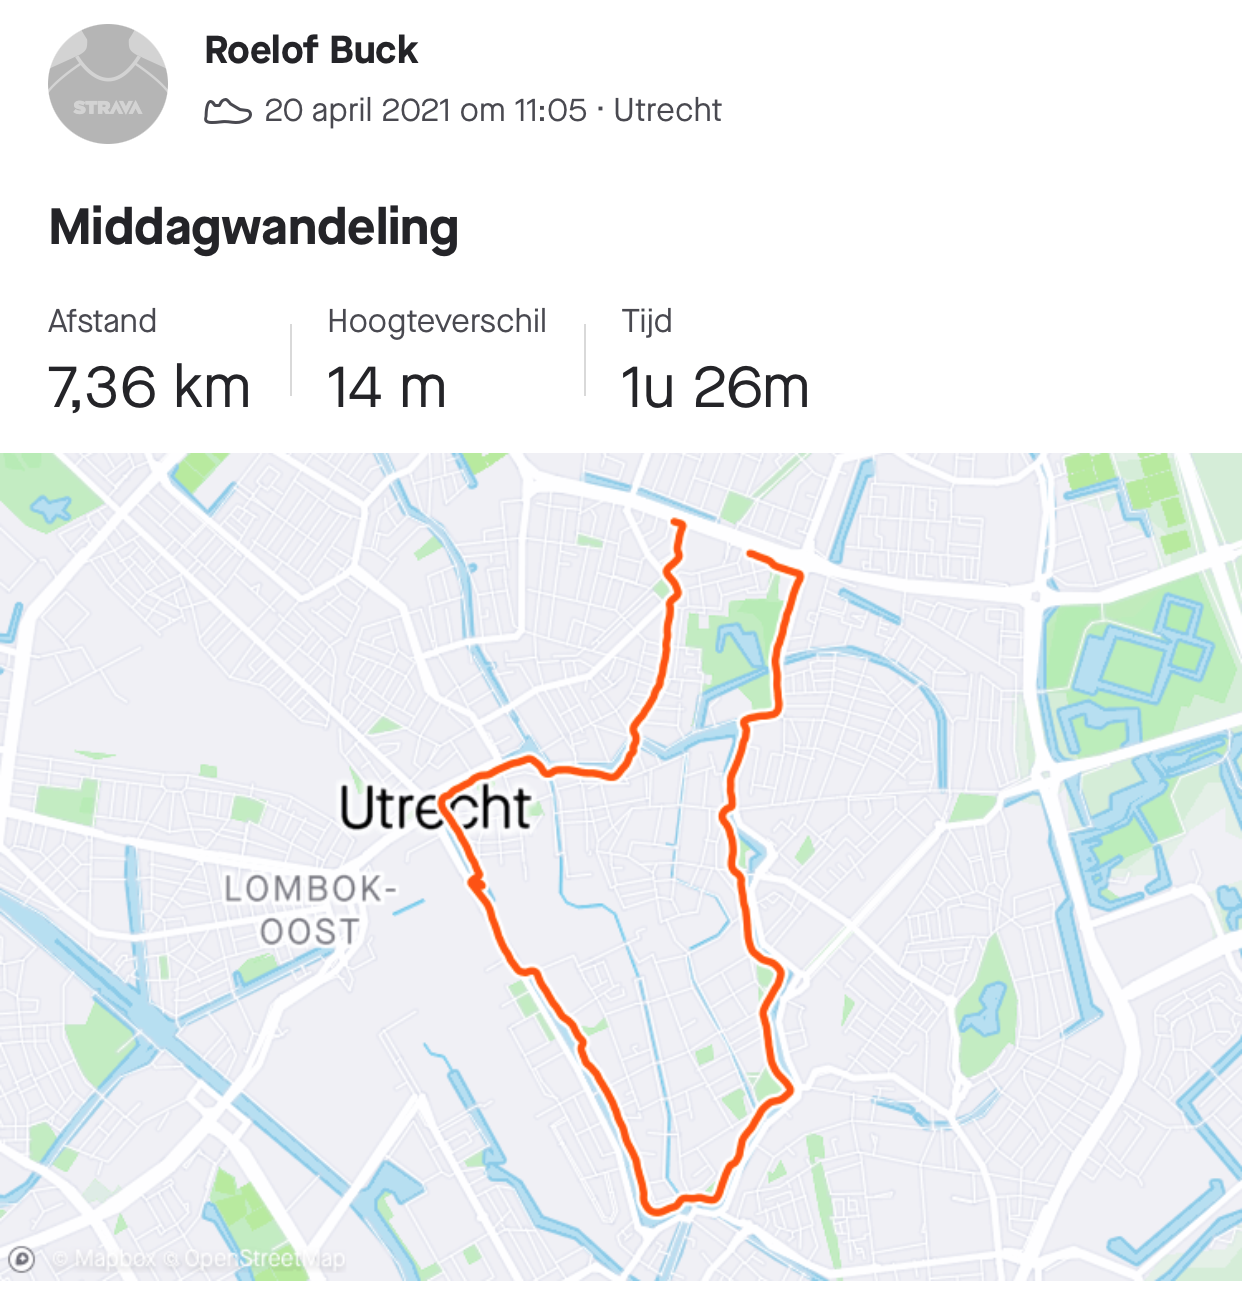 STRAVA
Roelof Buck
20 april 2021 om 11:05 · Utrecht
Middagwandeling
Afstand
7,36 km
Hoogteverschil
14 m
Tijd
1u 26m
Utrecht
LOMBOK-
OOST
© Mapbox © OpenStreetMap